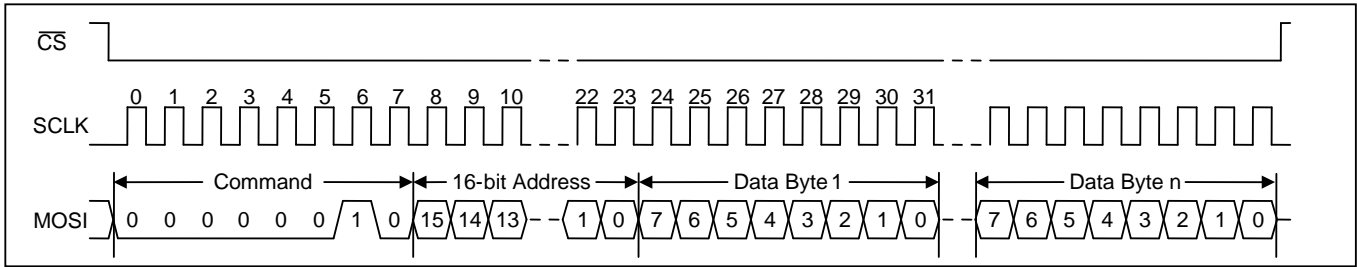 CS
0 1 2 3 4 5 6 7 8 9 10 22 23 24 25 26 27 28 29 30 31
SCLK
Command 16-bit Address Data Byte 1 Data Byte n
MOSI 0 0 0 0 0 0 1 0 15 14 13 1 0 7 6 5 4 3 2 1 0 7 6 5 4 3 2 1 0